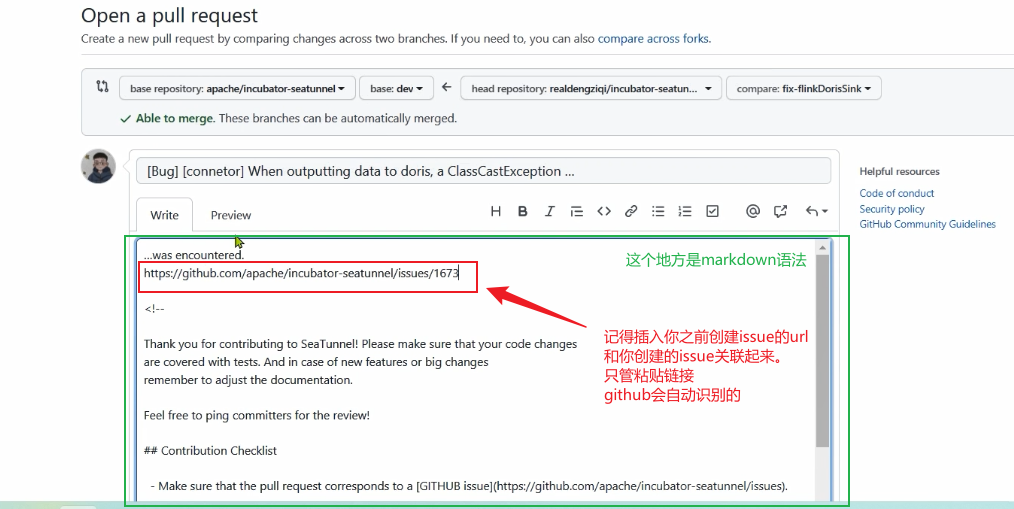 Open a pull request
Create a new pull request by comparing changes across two branches. If you need to, you can also compare across forks.
base repository: apache/incubator-seatunnel
base: dev
head repository: realdengziqi/incubator-seatun...
compare: fix-flinkDorisSink
Able to merge. These branches can be automatically merged.
[Bug] [connetor] When outputting data to doris, a ClassCastException ...
Helpful resources
Code of conduct
Security policy
GitHub Community Guidelines
Write
Preview
...was encountered.
这个地方是markdown语法
https://github.com/apache/incubator-seatunnel/issues/1673
<!--
记得插入你之前创建issue的url
和你创建的issue关联起来。
只管粘贴链接
github会自动识别的
Thank you for contributing to SeaTunnel! Please make sure that your code changes
are covered with tests. And in case of new features or big changes
remember to adjust the documentation.
Feel free to ping committers for the review!
## Contribution Checklist
- Make sure that the pull request corresponds to a [GITHUB issue](https://github.com/apache/incubator-seatunnel/issues).